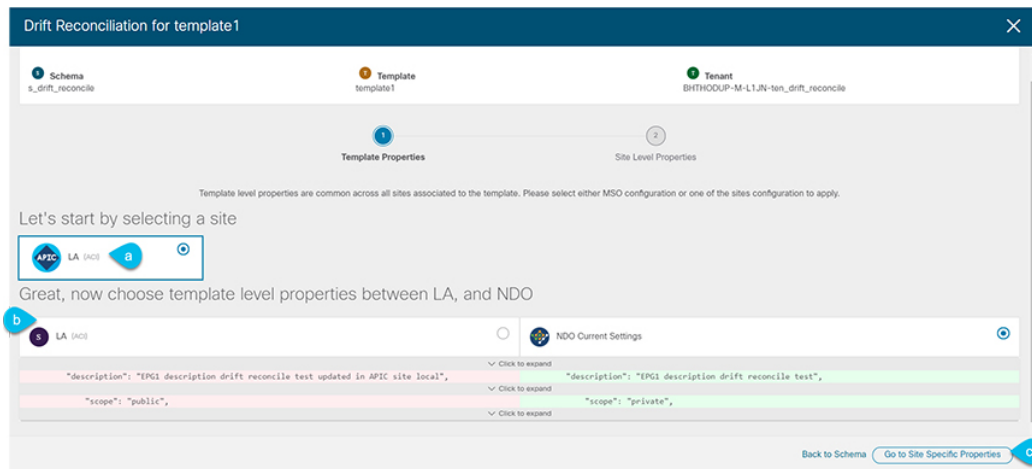 Drift Reconciliation for template1
S Schema
s_drift_reconcile
T Template
template1
T Tenant
BHTHODUP-M-L1JN-ten_drift_reconcile
1
Template Properties
2
Site Level Properties
Template level properties are common across all sites associated to the template. Please select either MSO configuration or one of the sites configuration to apply.
Let's start by selecting a site
APIC LA (ACI) a
Great, now choose template level properties between LA, and NDO
b
S LA (ACI)
NDO Current Settings
Click to expand
"description": "EPG1 description drift reconcile test updated in APIC site local",
"description": "EPG1 description drift reconcile test",
Click to expand
"scope": "public",
"scope": "private",
Click to expand
Back to Schema Go to Site Specific Properties